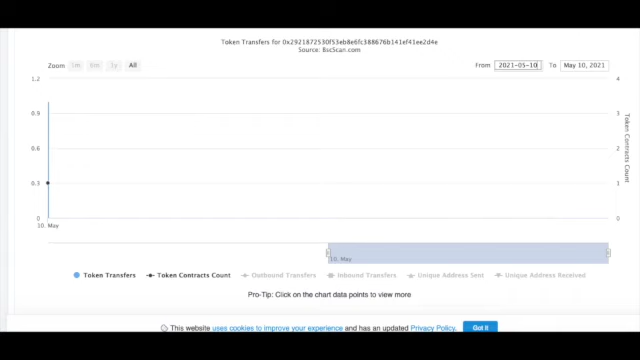 Token Transfers for 0x2921872530f53eb8e6fc388676b141ef41ee2d4e
Source: BscScan.com
Zoom 1m 6m 1y All
From 2021-05-10 To May 10, 2021
1.2
0.9
0.6
0.3
0
4
3
2
1
0
Token Contracts Count
10. May
10. May
Token Transfers Token Contracts Count Outbound Transfers Inbound Transfers Unique Address Sent Unique Address Received
Pro-Tip: Click on the chart data points to view more
This website uses cookies to improve your experience and has an updated Privacy Policy. Got It